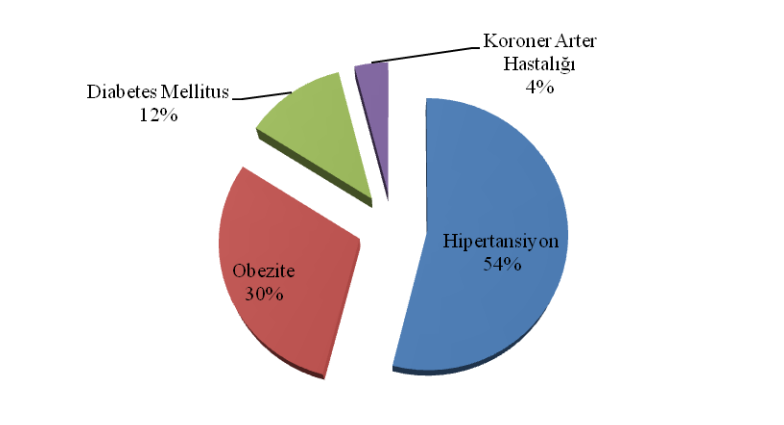 Koroner Arter
Hastalığı
4%
Diabetes Mellitus
12%
Hipertansiyon
54%
Obezite
30%